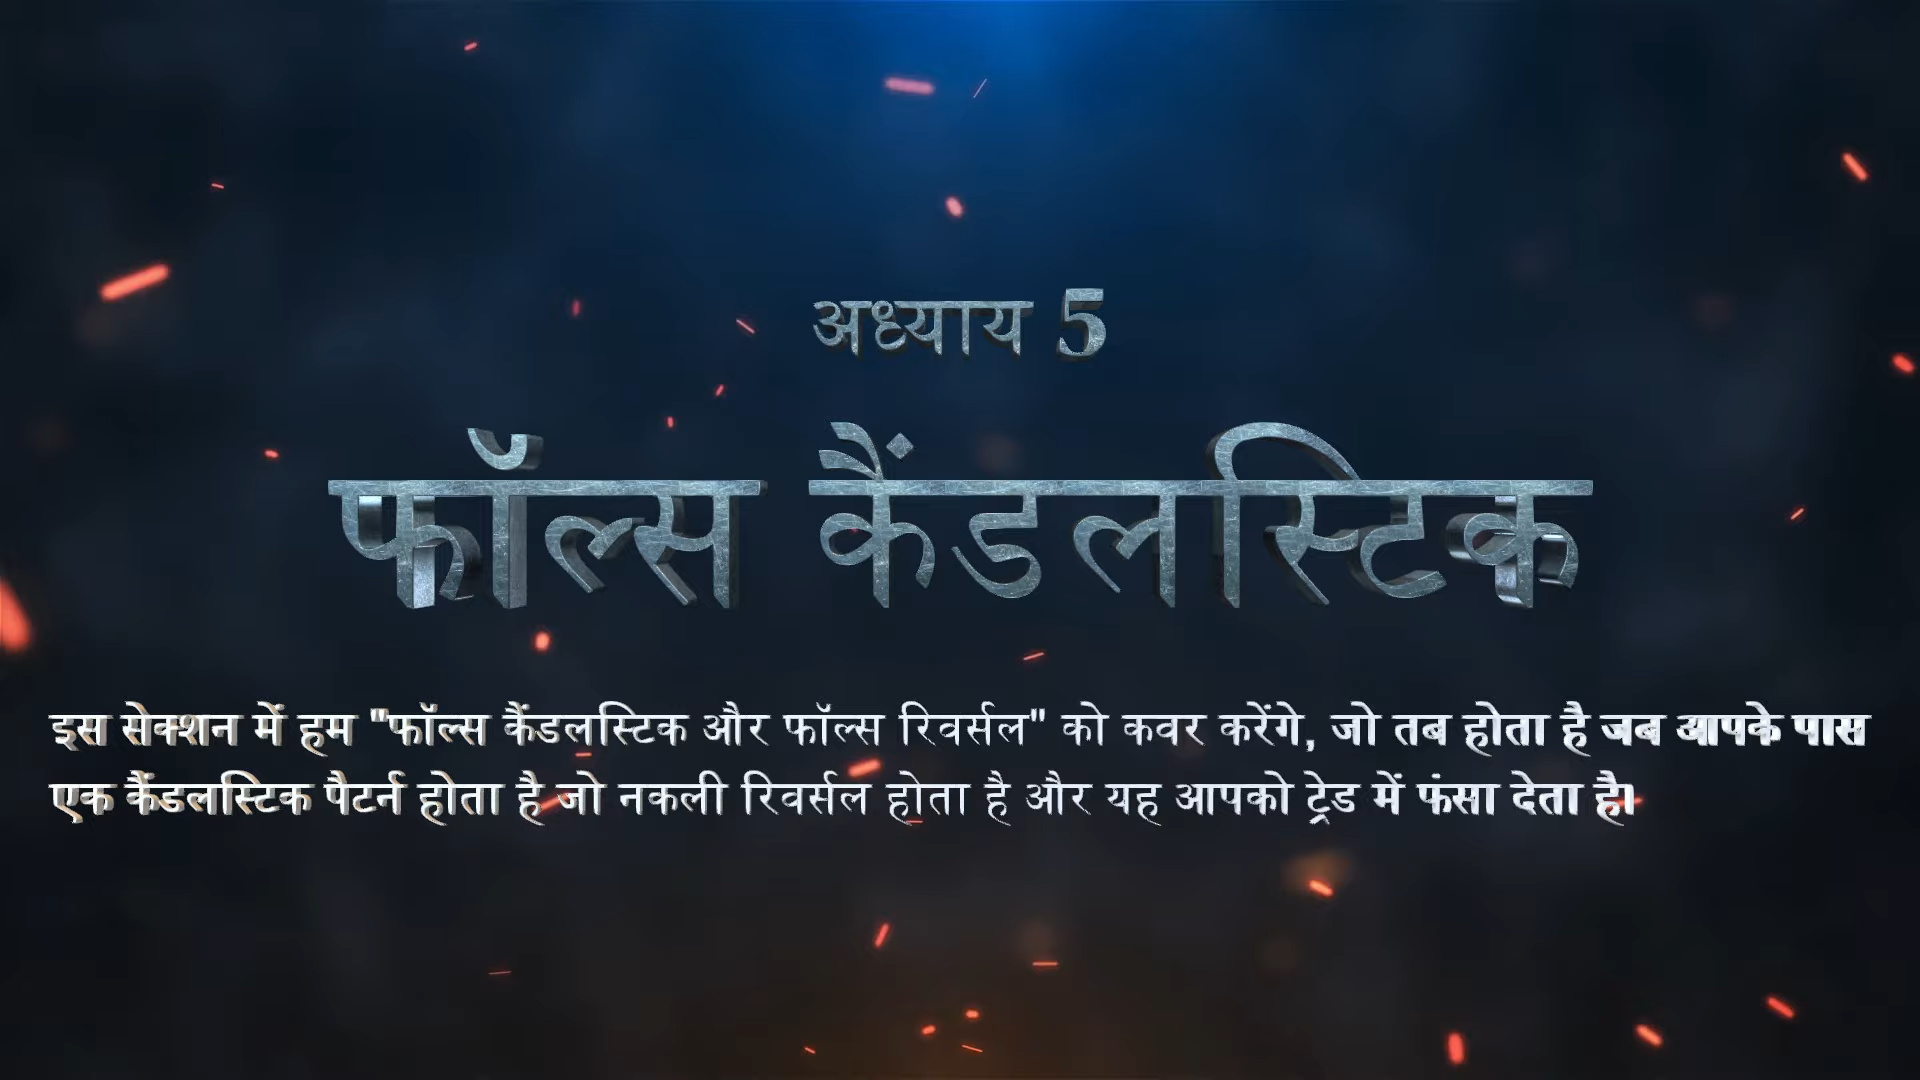 अध्याय 5
फॉल्स कैंडलस्टिक
इस सेक्शन में हम "फॉल्स कैंडलस्टिक और फॉल्स रिवर्सल" को कवर करेंगे, जो तब होता है जब आपके पास
एक कैंडलस्टिक पैटर्न होता है जो नकली रिवर्सल होता है और यह आपको ट्रेड में फंसा देता है।